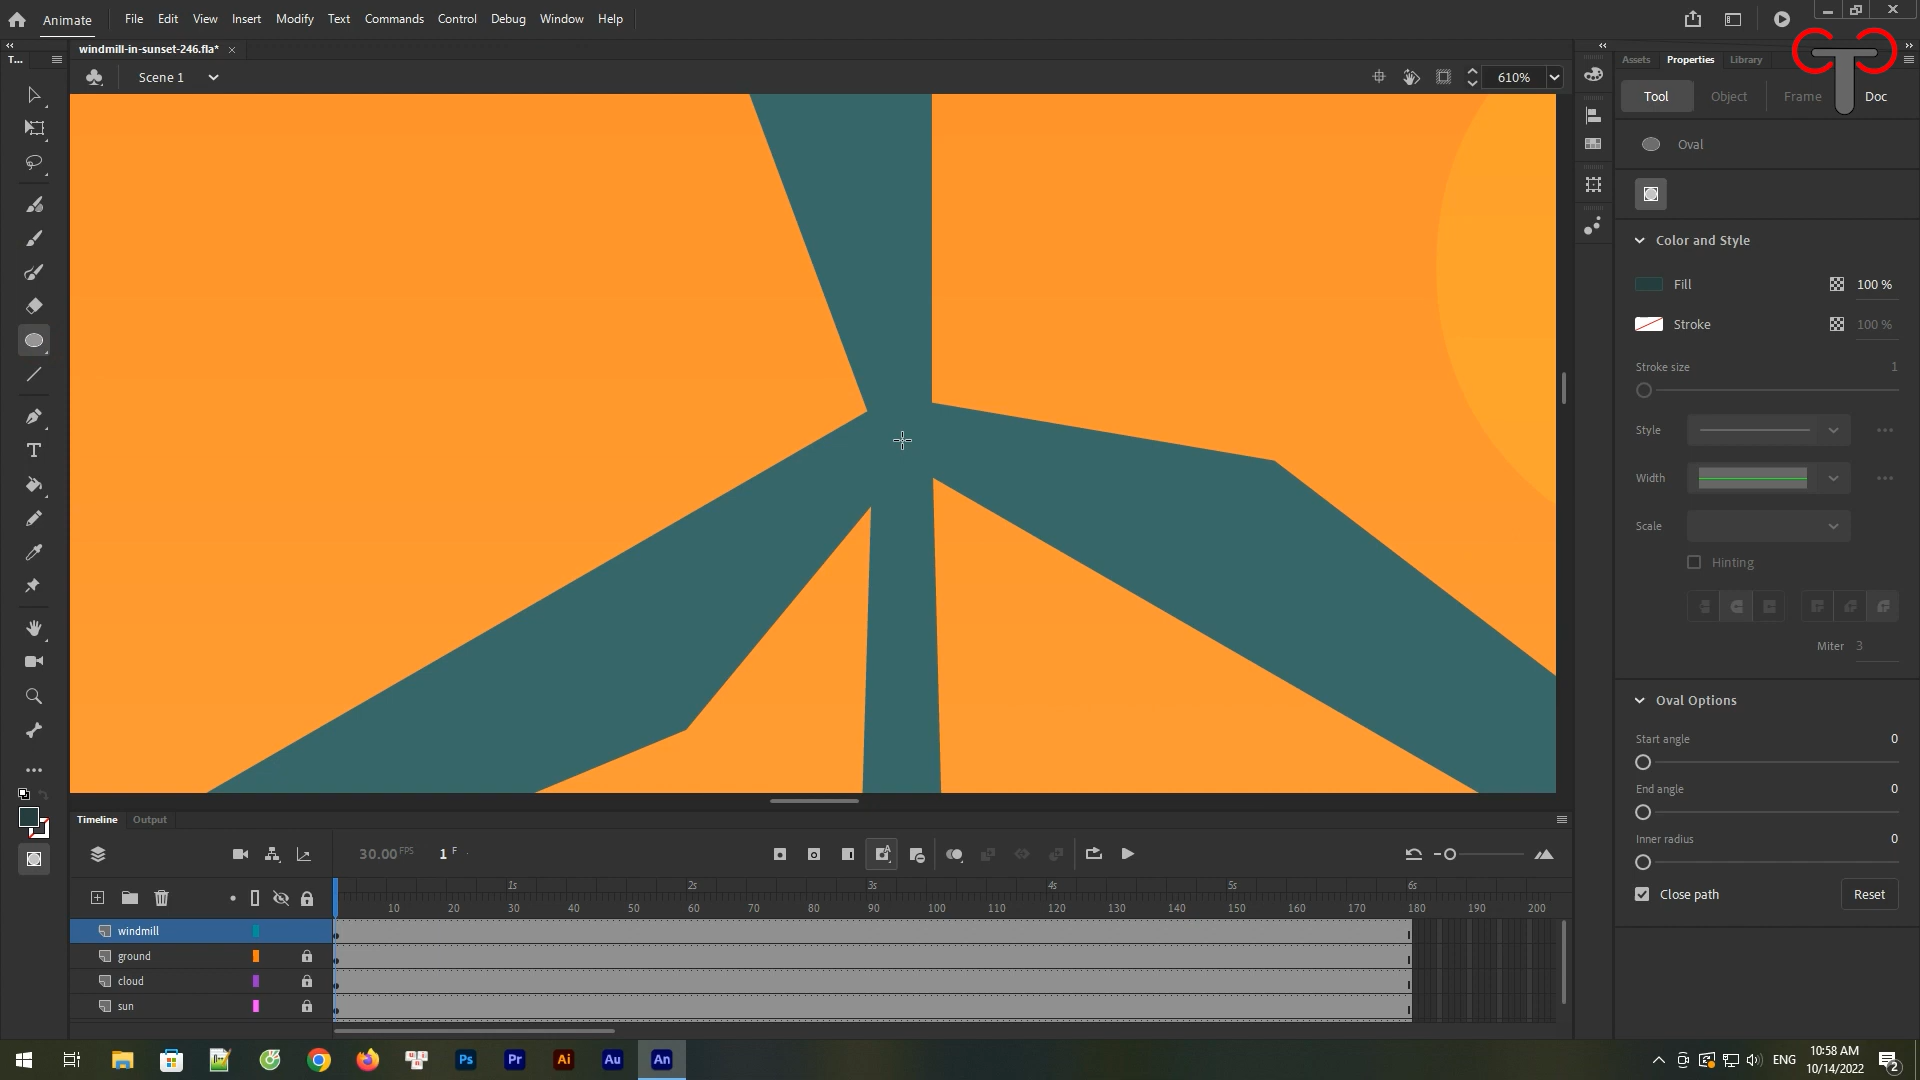 Animate File Edit View Insert Modify Text Commands Control Debug Window Help
windmill-in-sunset-246.fla*
T...
Assets Properties Library
Scene 1
610%
Tool Object Frame Doc
Oval
Color and Style
Fill 100 %
Stroke 100 %
Stroke size 1
Style
Width
Scale
Hinting
Miter 3
Oval Options
Start angle 0
End angle 0
Inner radius 0
Close path Reset
Timeline Output
30.00 FPS 1 F
1s 2s 3s 4s 5s 6s
10 20 30 40 50 60 70 80 90 100 110 120 130 140 150 160 170 180 190 200
windmill
ground
cloud
sun
Ps Pr Ai Au An
ENG
10:58 AM
10/14/2022
2